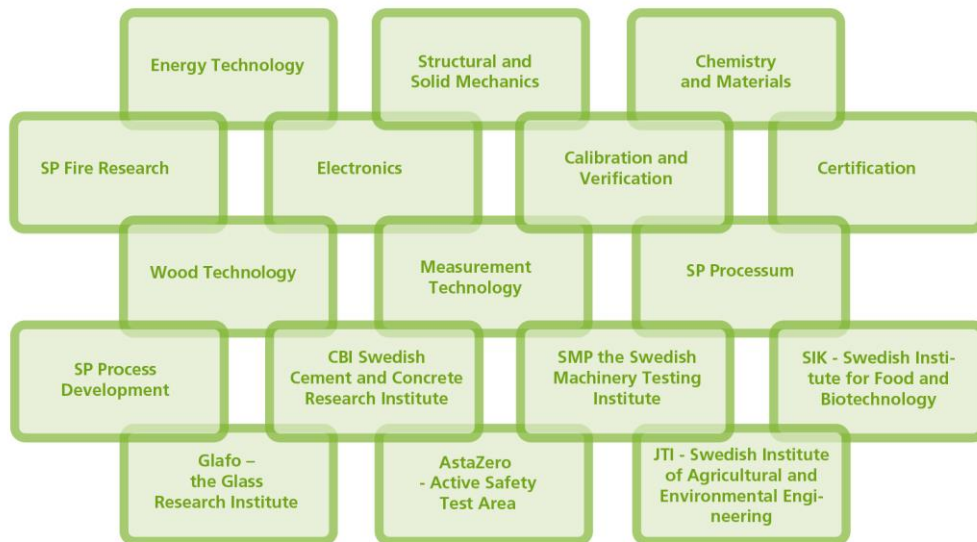 Energy Technology
Structural and
Solid Mechanics
Chemistry
and Materials
SP Fire Research
Electronics
Calibration and
Verification
Certification
Wood Technology
Measurement
Technology
SP Processum
SP Process
Development
CBI Swedish
Cement and Concrete
Research Institute
SMP the Swedish
Machinery Testing
Institute
SIK - Swedish Insti-
tute for Food and
Biotechnology
Glafo –
the Glass
Research Institute
AstaZero
- Active Safety
Test Area
JTI - Swedish Institute
of Agricultural and
Environmental Engi-
neering